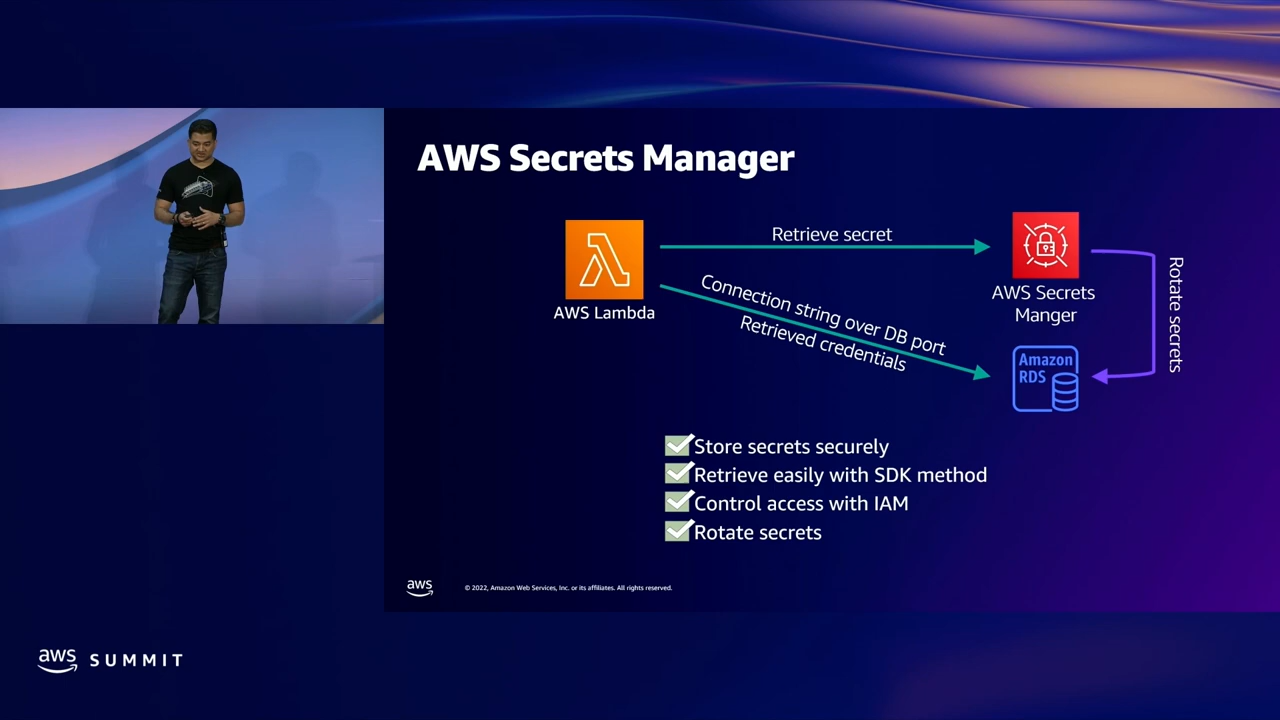 AWS Secrets Manager
Retrieve secret
AWS Lambda
Connection string over DB port
Retrieved credentials
AWS Secrets
Manger
Rotate secrets
Amazon
RDS
Store secrets securely
Retrieve easily with SDK method
Control access with IAM
Rotate secrets
aws
© 2022, Amazon Web Services, Inc. or its affiliates. All rights reserved.
aws SUMMIT